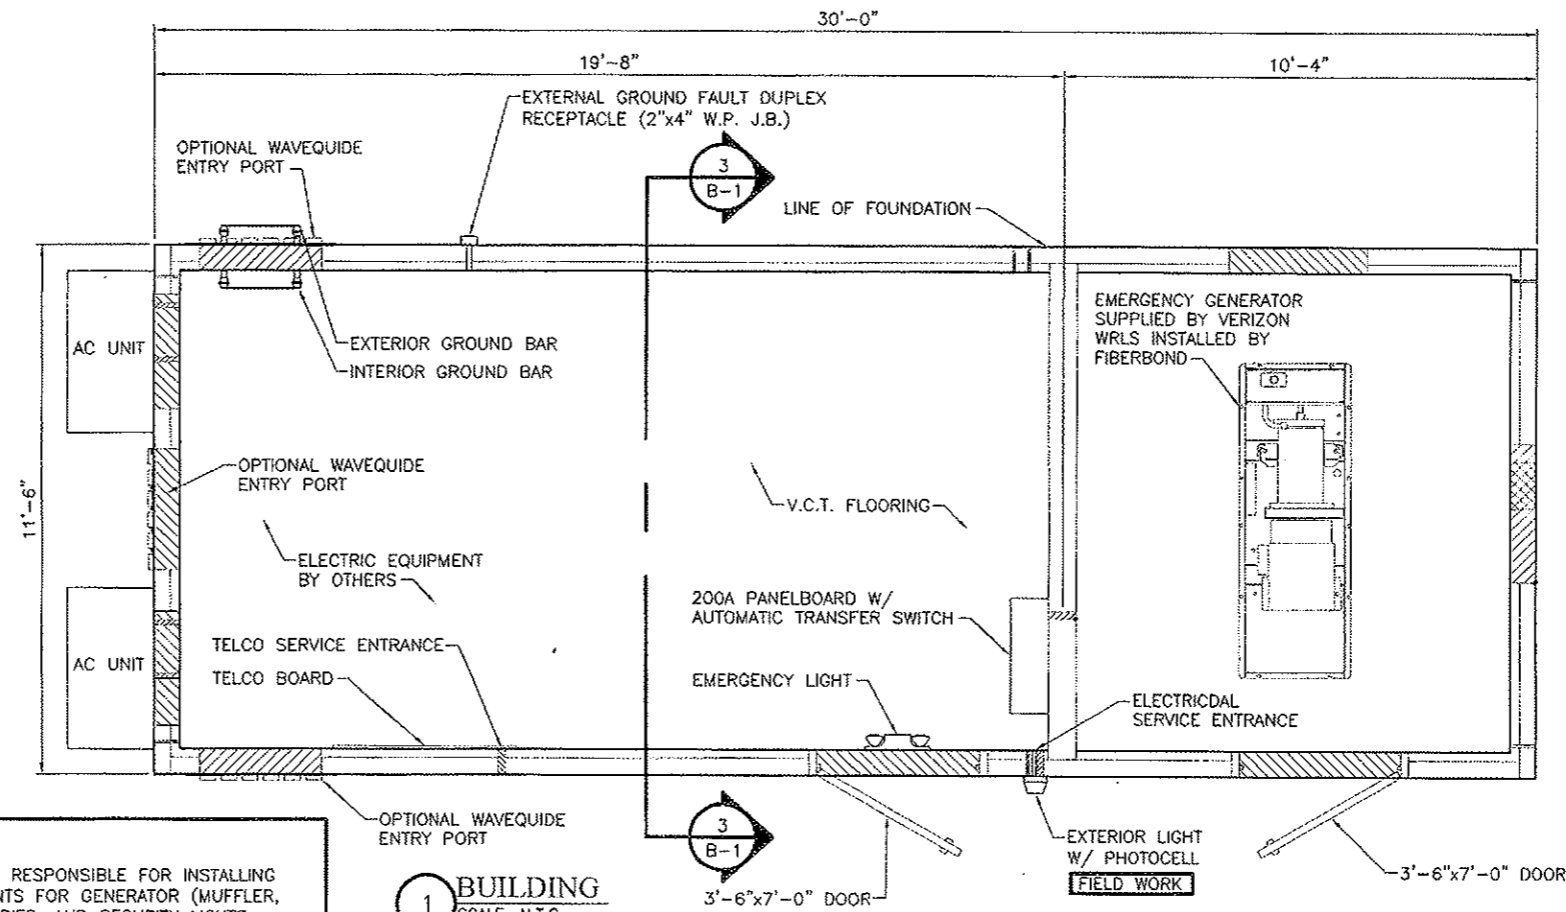 30'-0"
19'-8"
10'-4"
EXTERNAL GROUND FAULT DUPLEX
RECEPTACLE (2"x4" W.P. J.B.)
OPTIONAL WAVEQUIDE
ENTRY PORT
3
B-1
LINE OF FOUNDATION
AC UNIT
EXTERIOR GROUND BAR
INTERIOR GROUND BAR
EMERGENCY GENERATOR
SUPPLIED BY VERIZON
WRLS INSTALLED BY
FIBERBOND
11'-6"
OPTIONAL WAVEQUIDE
ENTRY PORT
V.C.T. FLOORING
ELECTRIC EQUIPMENT
BY OTHERS
200A PANELBOARD W/
AUTOMATIC TRANSFER SWITCH
TELCO SERVICE ENTRANCE
AC UNIT
TELCO BOARD
EMERGENCY LIGHT
ELECTRICDAL
SERVICE ENTRANCE
OPTIONAL WAVEQUIDE
ENTRY PORT
3
B-1
EXTERIOR LIGHT
W/ PHOTOCELL
FIELD WORK
3'-6"x7'-0" DOOR
3'-6"x7'-0" DOOR
RESPONSIBLE FOR INSTALLING
NTS FOR GENERATOR (MUFFLER,
1
BUILDING